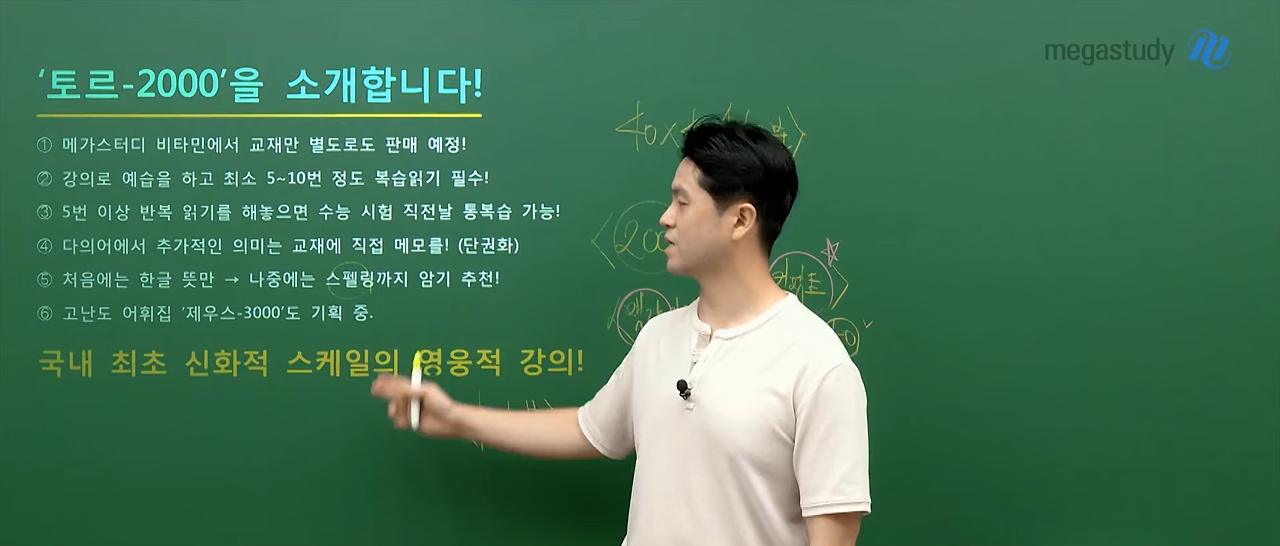 megastudy
‘토르-2000’을 소개합니다!
① 메가스터디 비타민에서 교재만 별도로도 판매 예정!
② 강의로 예습을 하고 최소 5~10번 정도 복습읽기 필수!
③ 5번 이상 반복 읽기를 해놓으면 수능 시험 직전날 통복습 가능!
④ 다의어에서 추가적인 의미는 교재에 직접 메모를! (단권화)
⑤ 처음에는 한글 뜻만 → 나중에는 스펠링까지 암기 추천!
⑥ 고난도 어휘집 ‘제우스-3000’도 기획 중.
국내 최초 신화적 스케일의 영웅적 강의!